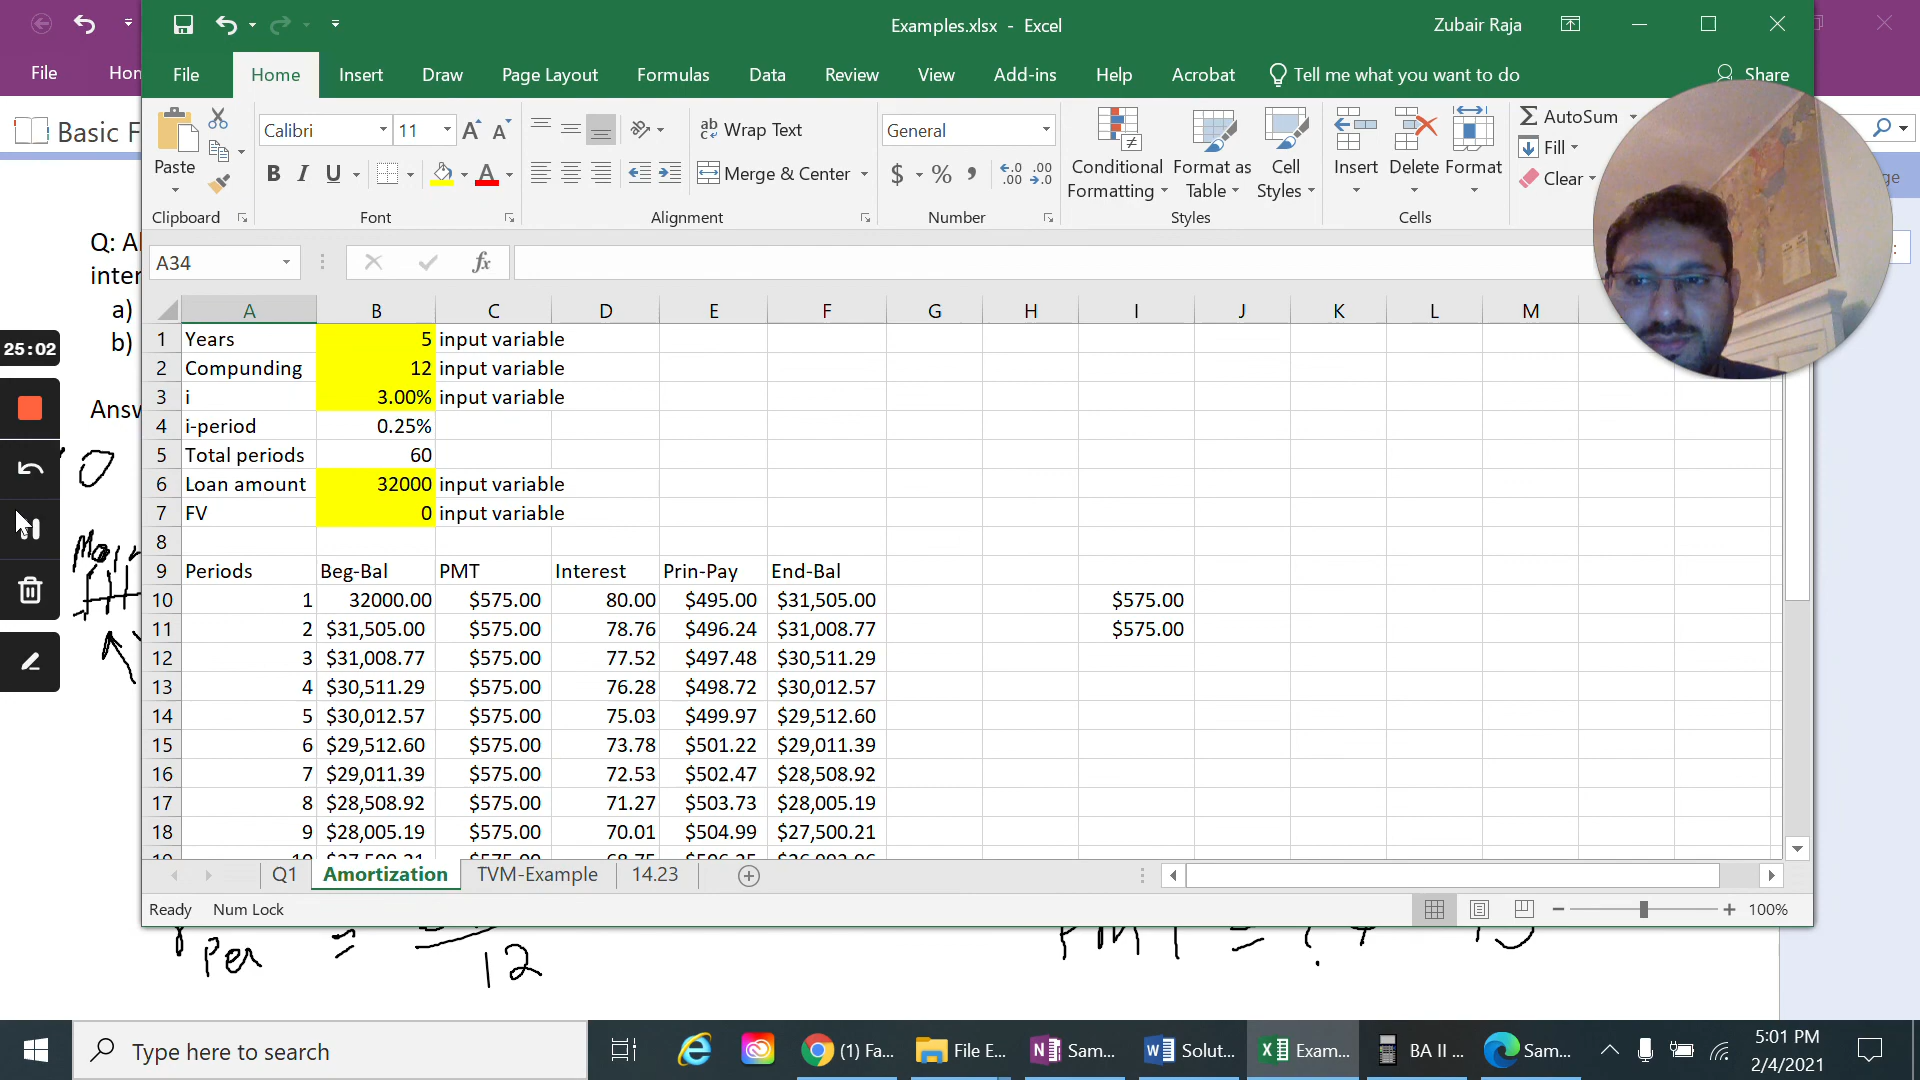 Examples.xlsx - Excel
Zubair Raja
File
Hor
File Home Insert Draw Page Layout Formulas Data Review View Add-ins Help Acrobat Tell me what you want to do Share
Basic F
Paste
Calibri 11
Wrap Text
General
Conditional Formatting
Format as Table
Cell Styles
Insert Delete Format
AutoSum
Fill
Clear
B I U
Merge & Center
$ % ,
Clipboard Font Alignment Number Styles Cells
ge
Q: Al
inter
a)
b)
Answ
25:02
A34 fx
A B C D E F G H I J K L M
1 Years 5 input variable
2 Compunding 12 input variable
3 i 3.00% input variable
4 i-period 0.25%
5 Total periods 60
6 Loan amount 32000 input variable
7 FV 0 input variable
8
9 Periods Beg-Bal PMT Interest Prin-Pay End-Bal
10 1 32000.00 $575.00 80.00 $495.00 $31,505.00 $575.00
11 2 $31,505.00 $575.00 78.76 $496.24 $31,008.77 $575.00
12 3 $31,008.77 $575.00 77.52 $497.48 $30,511.29
13 4 $30,511.29 $575.00 76.28 $498.72 $30,012.57
14 5 $30,012.57 $575.00 75.03 $499.97 $29,512.60
15 6 $29,512.60 $575.00 73.78 $501.22 $29,011.39
16 7 $29,011.39 $575.00 72.53 $502.47 $28,508.92
17 8 $28,508.92 $575.00 71.27 $503.73 $28,005.19
18 9 $28,005.19 $575.00 70.01 $504.99 $27,500.21
Q1 Amortization TVM-Example 14.23
Ready Num Lock
100%
Per = 12
PMT = ?
Type here to search
(1) Fa...
File E...
Sam...
Solut...
Exam...
BA II ...
Sam...
5:01 PM
2/4/2021